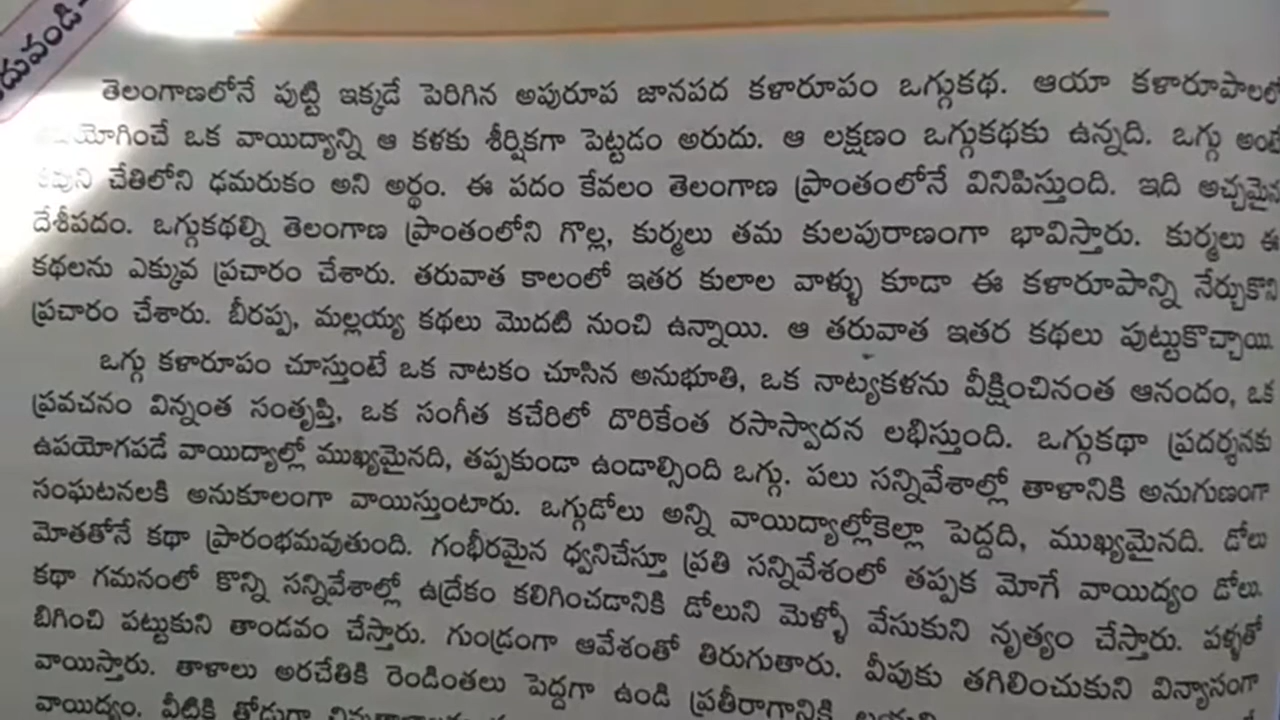 దువండి
తెలంగాణలోనే పుట్టి ఇక్కడే పెరిగిన అపురూప జానపద కళారూపం ఒగ్గుకథ. ఆయా కళారూపాలలో
ఒక వాయిద్యాన్ని ఆ కళకు శీర్షికగా పెట్టడం అరుదు. ఆ లక్షణం ఒగ్గుకథకు ఉన్నది. ఒగ్గు అంటే
చేతిలోని ఢమరుకం అని అర్థం. ఈ పదం కేవలం తెలంగాణ ప్రాంతంలోనే వినిపిస్తుంది. ఇది అచ్చమైన
దేశీపదం. ఒగ్గుకథల్ని తెలంగాణ ప్రాంతంలోని గొల్ల, కుర్మలు తమ కులపురాణంగా భావిస్తారు. కుర్మలు ఈ
కథలను ఎక్కువ ప్రచారం చేశారు. తరువాత కాలంలో ఇతర కులాల వాళ్ళు కూడా ఈ కళారూపాన్ని నేర్చుకొని
ప్రచారం చేశారు. బీరప్ప, మల్లయ్య కథలు మొదటి నుంచి ఉన్నాయి. ఆ తరువాత ఇతర కథలు పుట్టుకొచ్చాయి.
ఒగ్గు కళారూపం చూస్తుంటే ఒక నాటకం చూసిన అనుభూతి, ఒక నాట్యకళను వీక్షించినంత ఆనందం, ఒక
ప్రవచనం విన్నంత సంతృప్తి, ఒక సంగీత కచేరిలో దొరికేంత రసాస్వాదన లభిస్తుంది. ఒగ్గుకథా ప్రదర్శనకు
ఉపయోగపడే వాయిద్యాల్లో ముఖ్యమైనది, తప్పకుండా ఉండాల్సింది ఒగ్గు. పలు సన్నివేశాల్లో తాళానికి అనుగుణంగా
సంఘటనలకి అనుకూలంగా వాయిస్తుంటారు. ఒగ్గుడోలు అన్ని వాయిద్యాల్లోకెల్లా పెద్దది, ముఖ్యమైనది. డోలు
మోతతోనే కథా ప్రారంభమవుతుంది. గంభీరమైన ధ్వనిచేస్తూ ప్రతి సన్నివేశంలో తప్పక మోగే వాయిద్యం డోలు.
కథా గమనంలో కొన్ని సన్నివేశాల్లో ఉద్రేకం కలిగించడానికి డోలుని మెళ్ళో వేసుకుని నృత్యం చేస్తారు. పళ్ళతో
బిగించి పట్టుకుని తాండవం చేస్తారు. గుండ్రంగా ఆవేశంతో తిరుగుతారు. వీపుకు తగిలించుకుని విన్యాసంగా
వాయిస్తారు. తాళాలు అరచేతికి రెండింతలు పెద్దగా ఉండి ప్రతీరాగానికి
వాయిద్యం. వీటికి తోడుగా